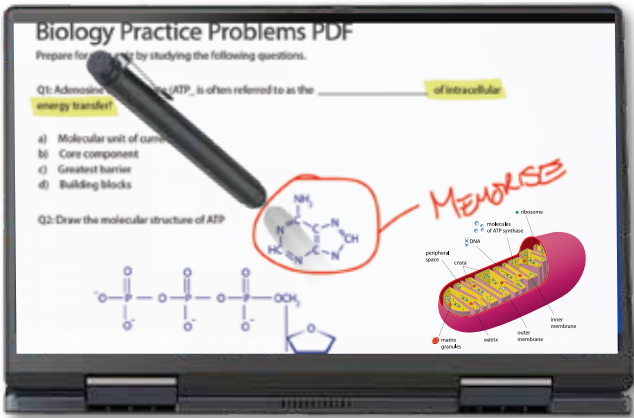 Biology Practice Problems PDF
Prepare for quiz by studying the following questions.
Q1: Adenosine (ATP_ is often referred to as the ____________________ of intracellular
energy transfer?
a) Molecular unit of
b) Core component
c) Greatest barrier
d) Building blocks
Q2: Draw the molecular structure of ATP
MEMORISE
NH₂
N
N
CH
HC
N
N
O O O
⁻O P O P O P O OCH₂
O⁻ O⁻ O⁻
O
ribosome
molecules
of ATP synthase
DNA
peripheral
space
crista
inner
membrane
outer
membrane
matrix
matrix
granules